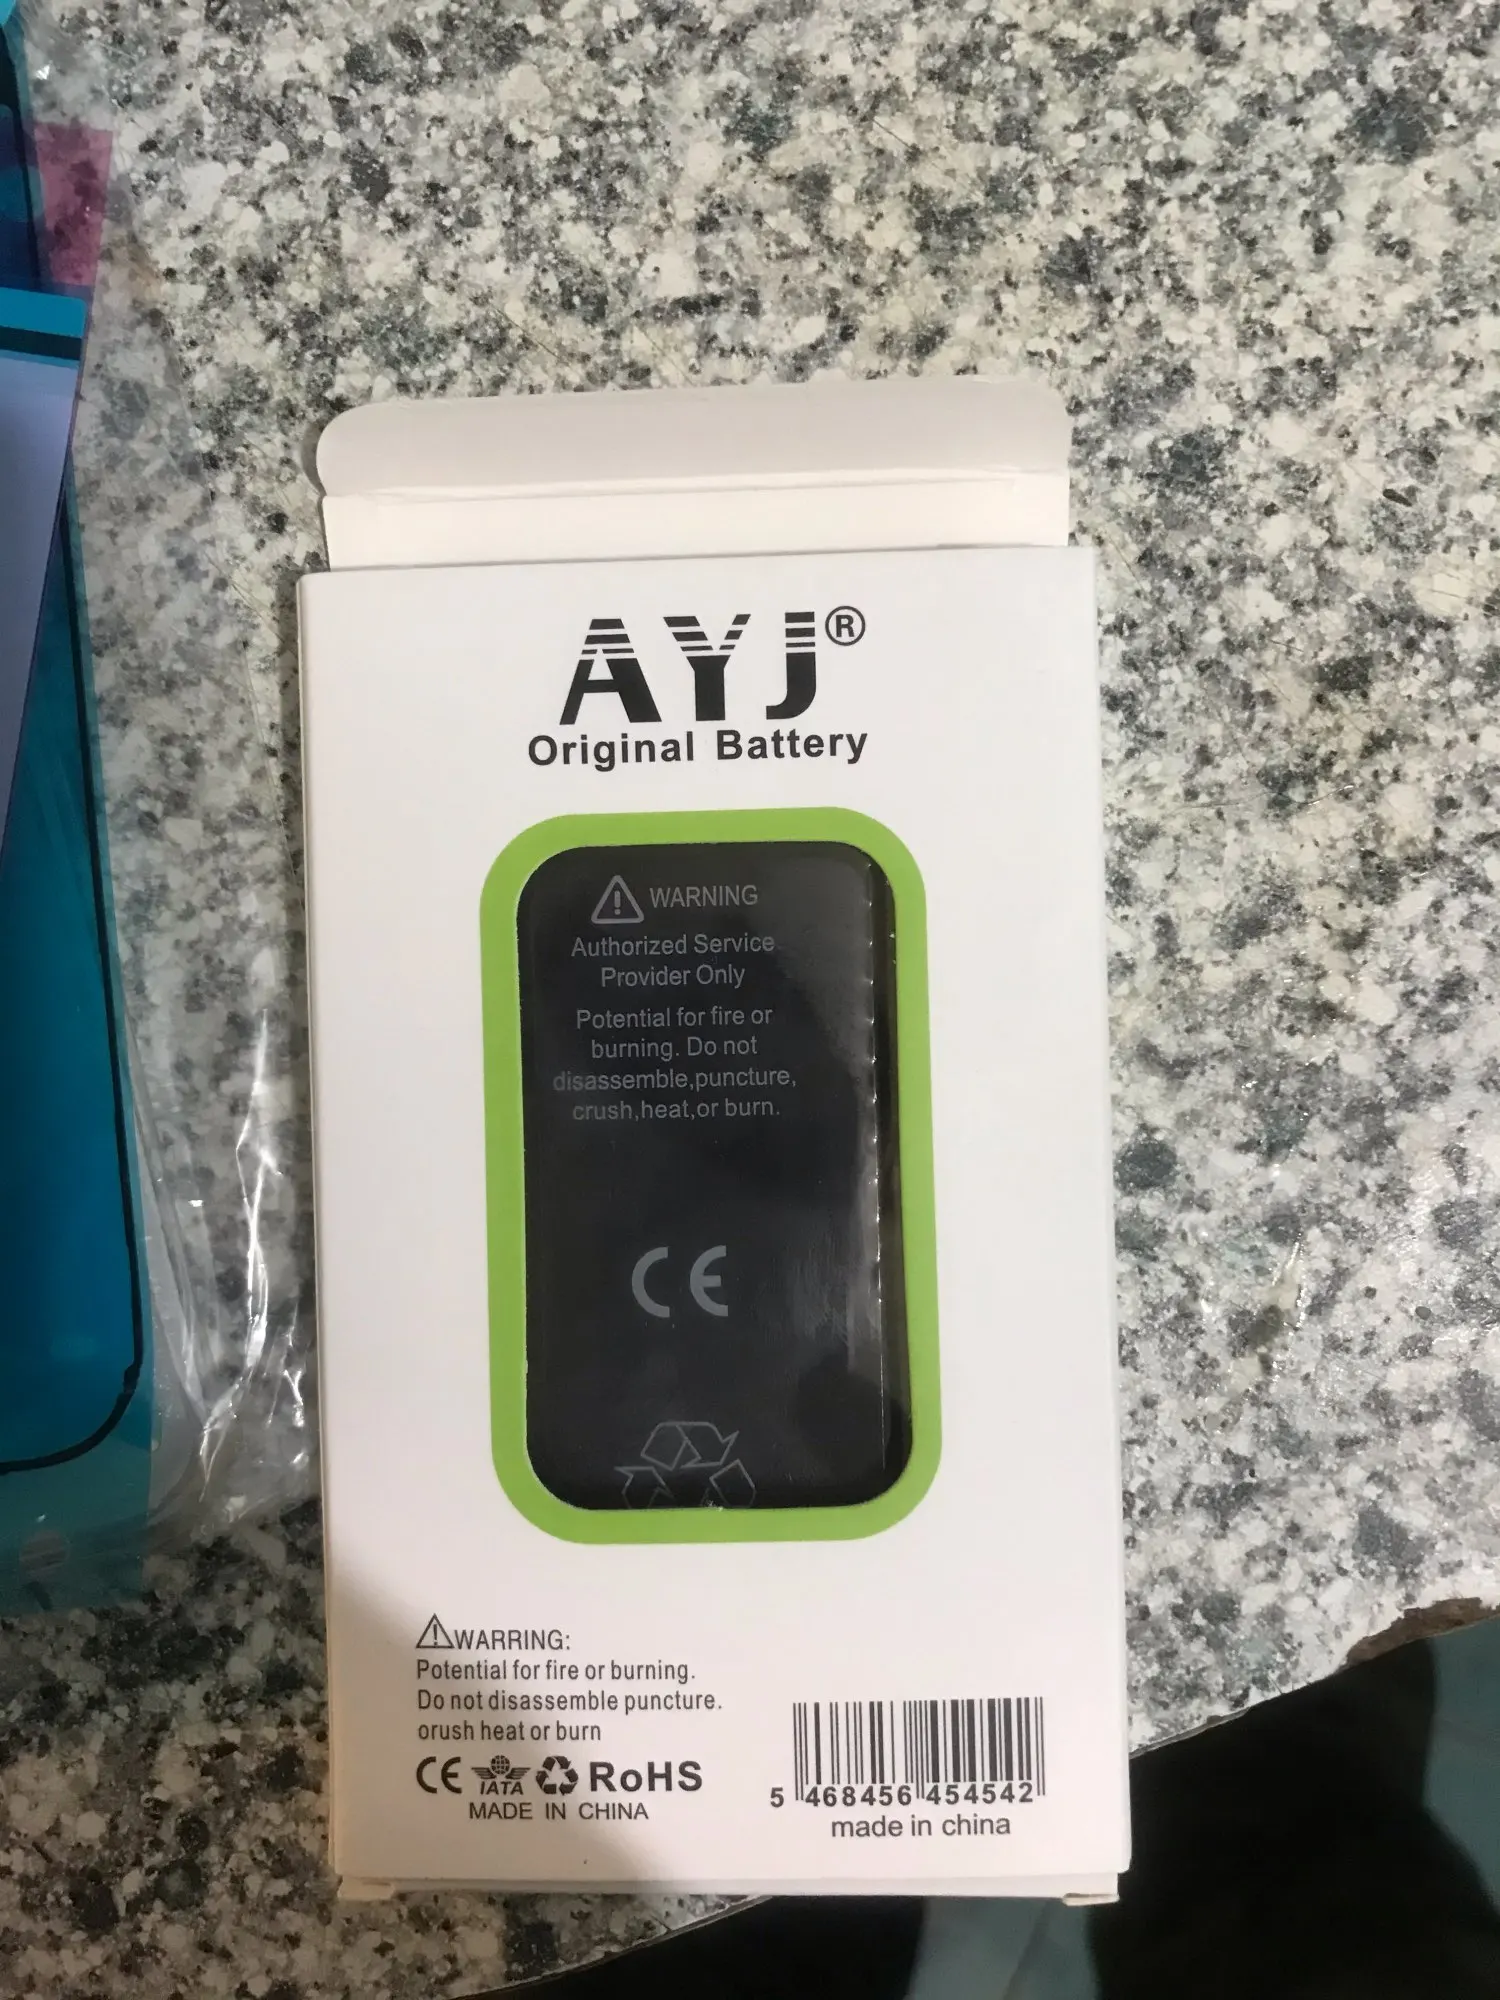 AYJ®
Original Battery
WARNING
Authorized Service
Provider Only
Potential for fire or
burning. Do not
disassemble,puncture,
crush,heat,or burn.
CE
WARRING:
Potential for fire or burning.
Do not disassemble puncture.
orush heat or burn
CE IATA RoHS
MADE IN CHINA
5 468456 454542
made in china